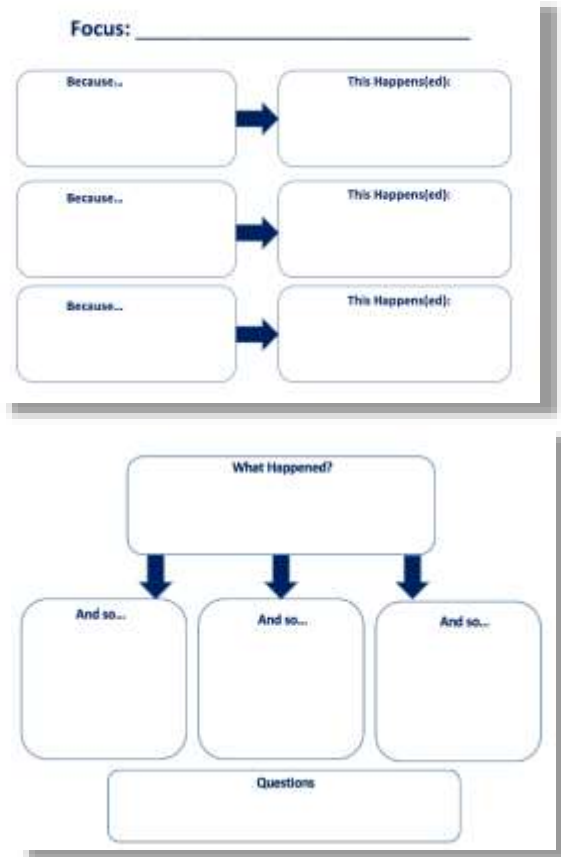 Focus: ___________________________________
Because...
This Happens(ed):
Because...
This Happens(ed):
Because...
This Happens(ed):
What Happened?
And so...
And so...
And so...
Questions